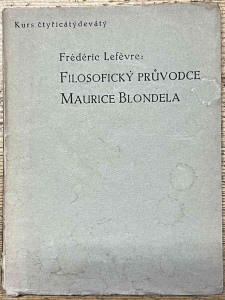 Kurs čtyřicátýdevátý
Frédéric Lefèvre:
FILOSOFICKÝ PRŮVODCE
MAURICE BLONDELA